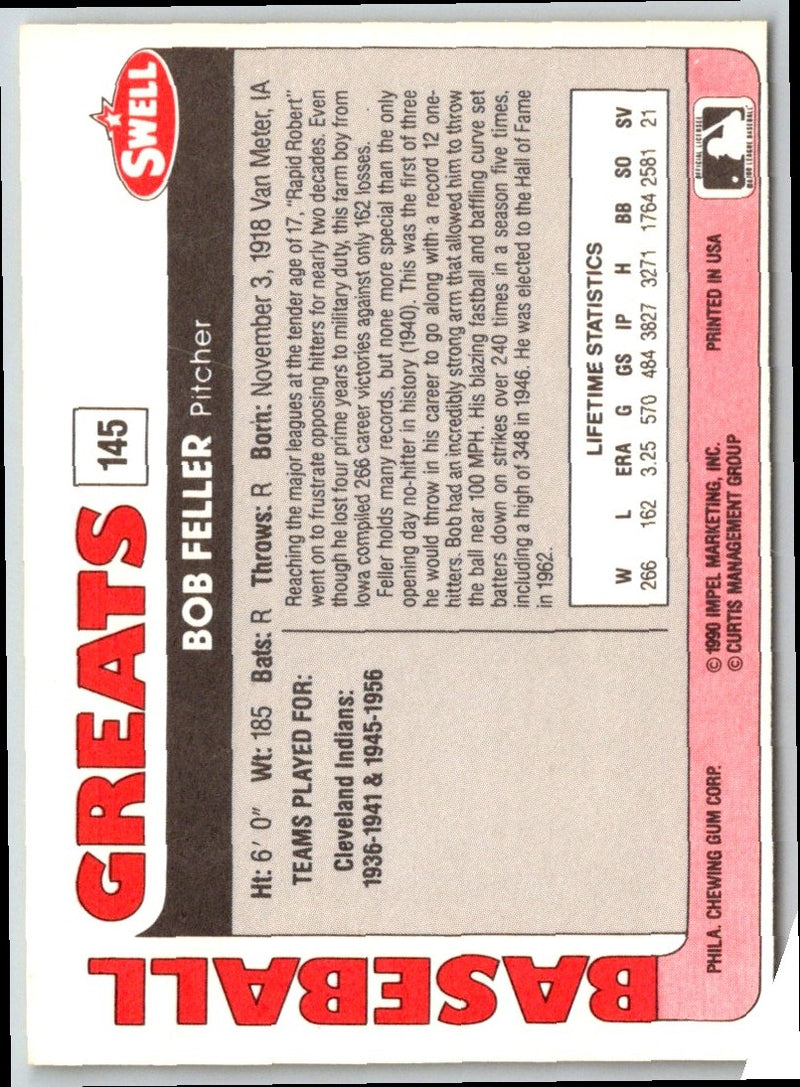 BASEBALL
GREATS
145
SWELL
BOB FELLER Pitcher
Ht: 6' 0" Wt: 185 Bats: R Throws: R Born: November 3, 1918 Van Meter, IA
TEAMS PLAYED FOR:
Cleveland Indians:
1936-1941 & 1945-1956
Reaching the major leagues at the tender age of 17, "Rapid Robert"
went on to frustrate opposing hitters for nearly two decades. Even
though he lost four prime years to military duty, this farm boy from
Iowa compiled 266 career victories against only 162 losses.
Feller holds many records, but none more special than the only
opening day no-hitter in history (1940). This was the first of three
he would throw in his career to go along with a record 12 one-
hitters. Bob had an incredibly strong arm that allowed him to throw
the ball near 100 MPH. His blazing fastball and baffling curve set
batters down on strikes over 240 times in a season five times,
including a high of 348 in 1946. He was elected to the Hall of Fame
in 1962.
LIFETIME STATISTICS
W L ERA G GS IP H BB SO SV
266 162 3.25 570 484 3827 3271 1764 2581 21
PHILA. CHEWING GUM CORP.
© 1990 IMPEL MARKETING, INC.
© CURTIS MANAGEMENT GROUP
PRINTED IN USA
OFFICIAL LICENSEE
MAJOR LEAGUE BASEBALL